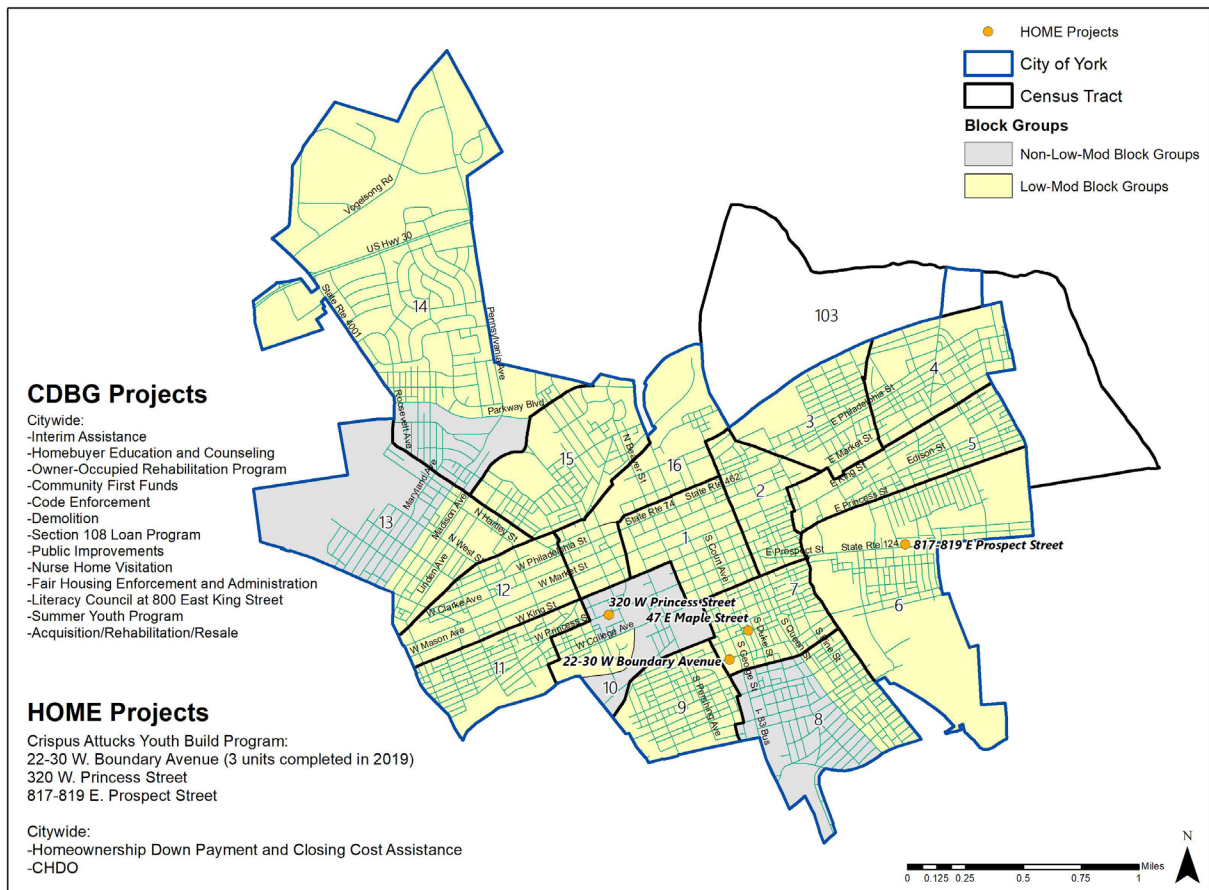 HOME Projects
City of York
Census Tract
Block Groups
Non-Low-Mod Block Groups
Low-Mod Block Groups
Vogelsong Rd
US Hwy 30
State Rte 4001
14
Pennsylvania Ave
103
4
Roosevelt Ave
Parkway Blvd
3
E Philadelphia St
E Market St
5
Edison St
N Beaver St
15
16
State Rte 462
State Rte 74
2
E King St
E Princess St
Maryland Ave
13
Madison Ave
N Hartley St
N West St
Linden Ave
W Philadelphia St
W Market St
1
S Court Ave
E Prospect St
State Rte 124
817-819 E Prospect Street
12
W Clarke Ave
W King St
W Mason Ave
W Princess St
W College Ave
320 W Princess Street
47 E Maple Street
7
6
S Duke St
S Queen St
S Pine St
S George St
22-30 W Boundary Avenue
11
10
9
S Pershing Ave
I- 83 Bus
8
CDBG Projects
Citywide:
-Interim Assistance
-Homebuyer Education and Counseling
-Owner-Occupied Rehabilitation Program
-Community First Funds
-Code Enforcement
-Demolition
-Section 108 Loan Program
-Public Improvements
-Nurse Home Visitation
-Fair Housing Enforcement and Administration
-Literacy Council at 800 East King Street
-Summer Youth Program
-Acquisition/Rehabilitation/Resale
HOME Projects
Crispus Attucks Youth Build Program:
22-30 W. Boundary Avenue (3 units completed in 2019)
320 W. Princess Street
817-819 E. Prospect Street
Citywide:
-Homeownership Down Payment and Closing Cost Assistance
-CHDO
N
Miles
0 0.125 0.25 0.5 0.75 1